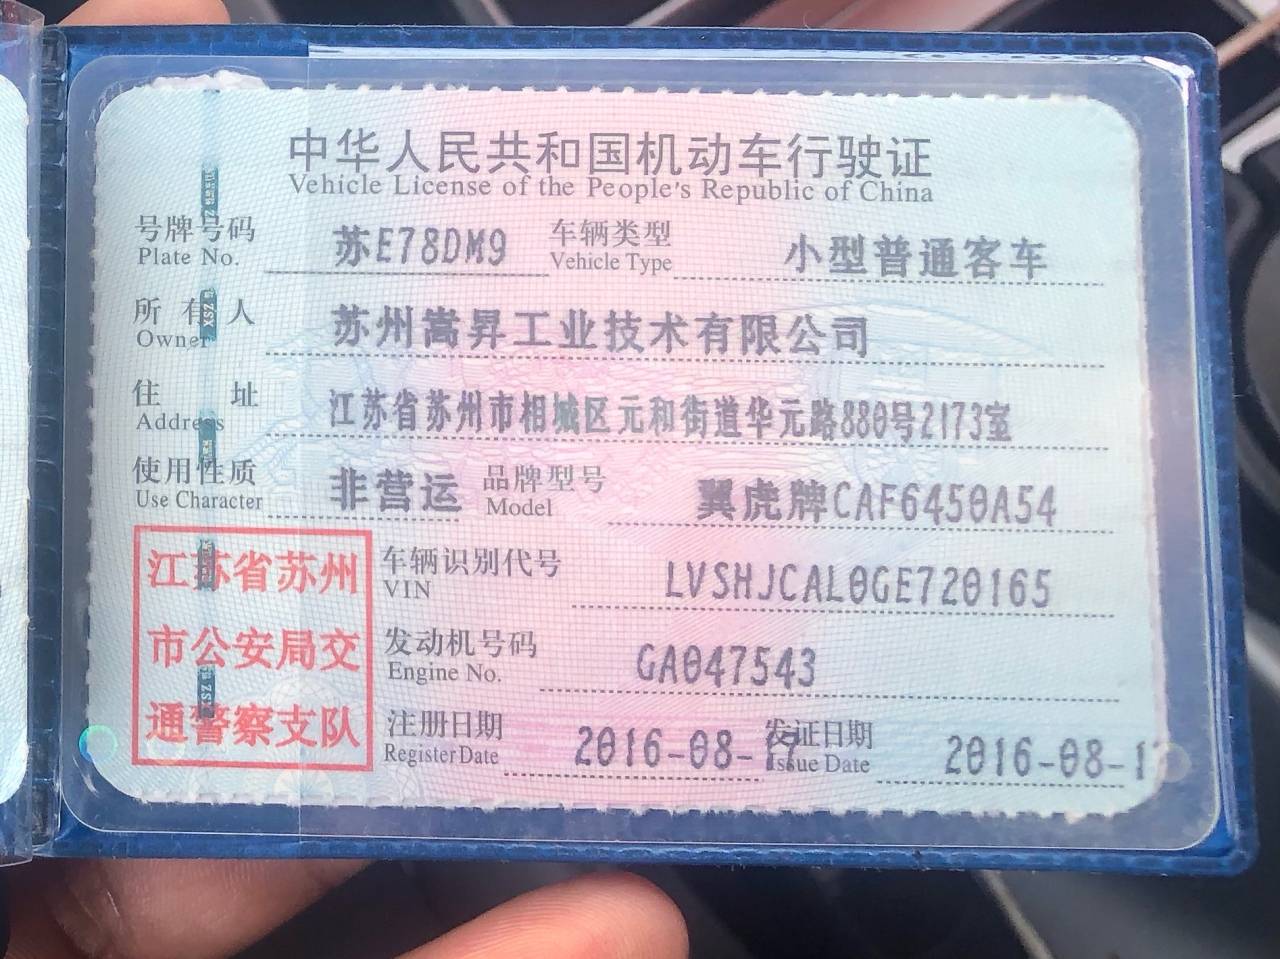 中华人民共和国机动车行驶证
Vehicle License of the People's Republic of China
号牌号码 苏E78DM9 车辆类型 小型普通客车
Plate No. Vehicle Type
所有人 苏州嵩昇工业技术有限公司
Owner
住址 江苏省苏州市相城区元和街道华元路880号2173室
Address
使用性质 非营运 品牌型号 翼虎牌CAF6450A54
Use Character Model
车辆识别代号 LVSHJCAL0GE720165
VIN
发动机号码 GA047543
Engine No.
注册日期 2016-08-17 发证日期 2016-08-17
Register Date Issue Date
江苏省苏州
市公安局交
通警察支队